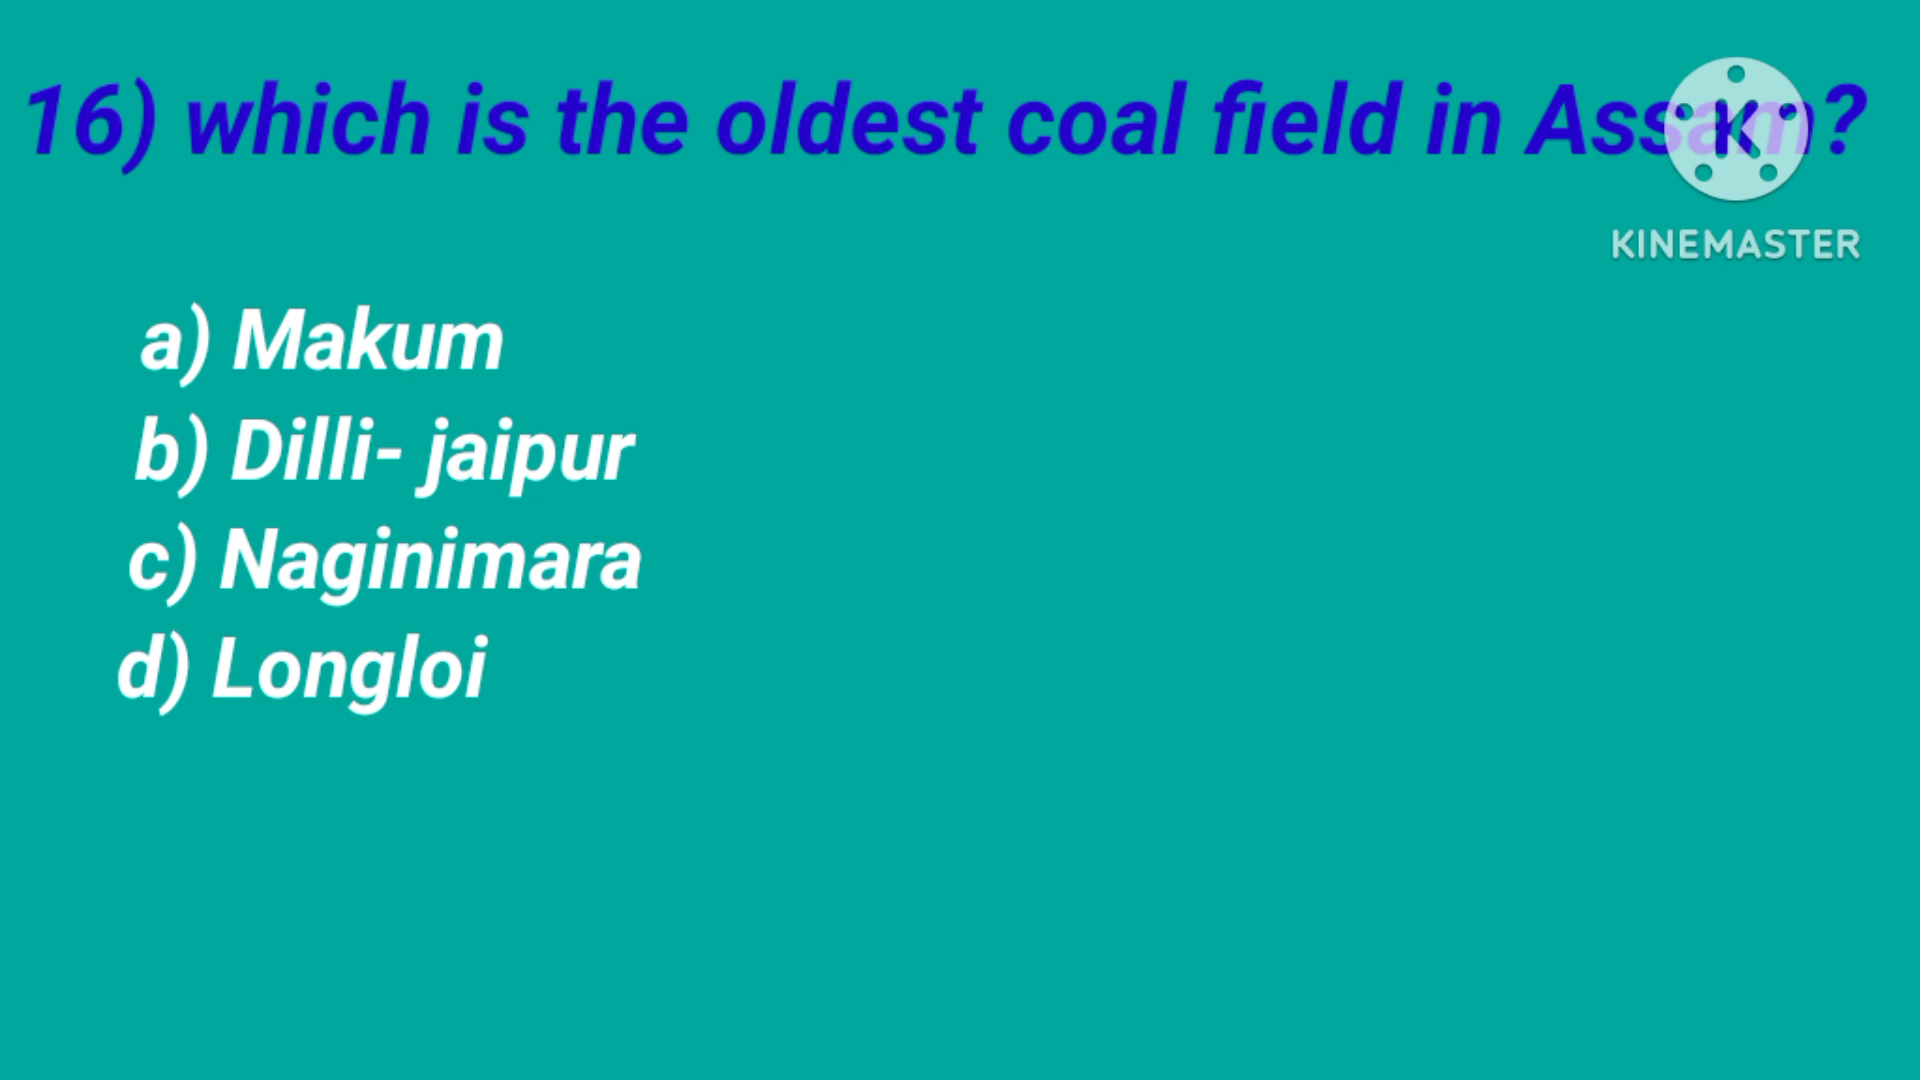 16) which is the oldest coal field in Assam?
KINEMASTER
a) Makum
b) Dilli- jaipur
c) Naginimara
d) Longloi